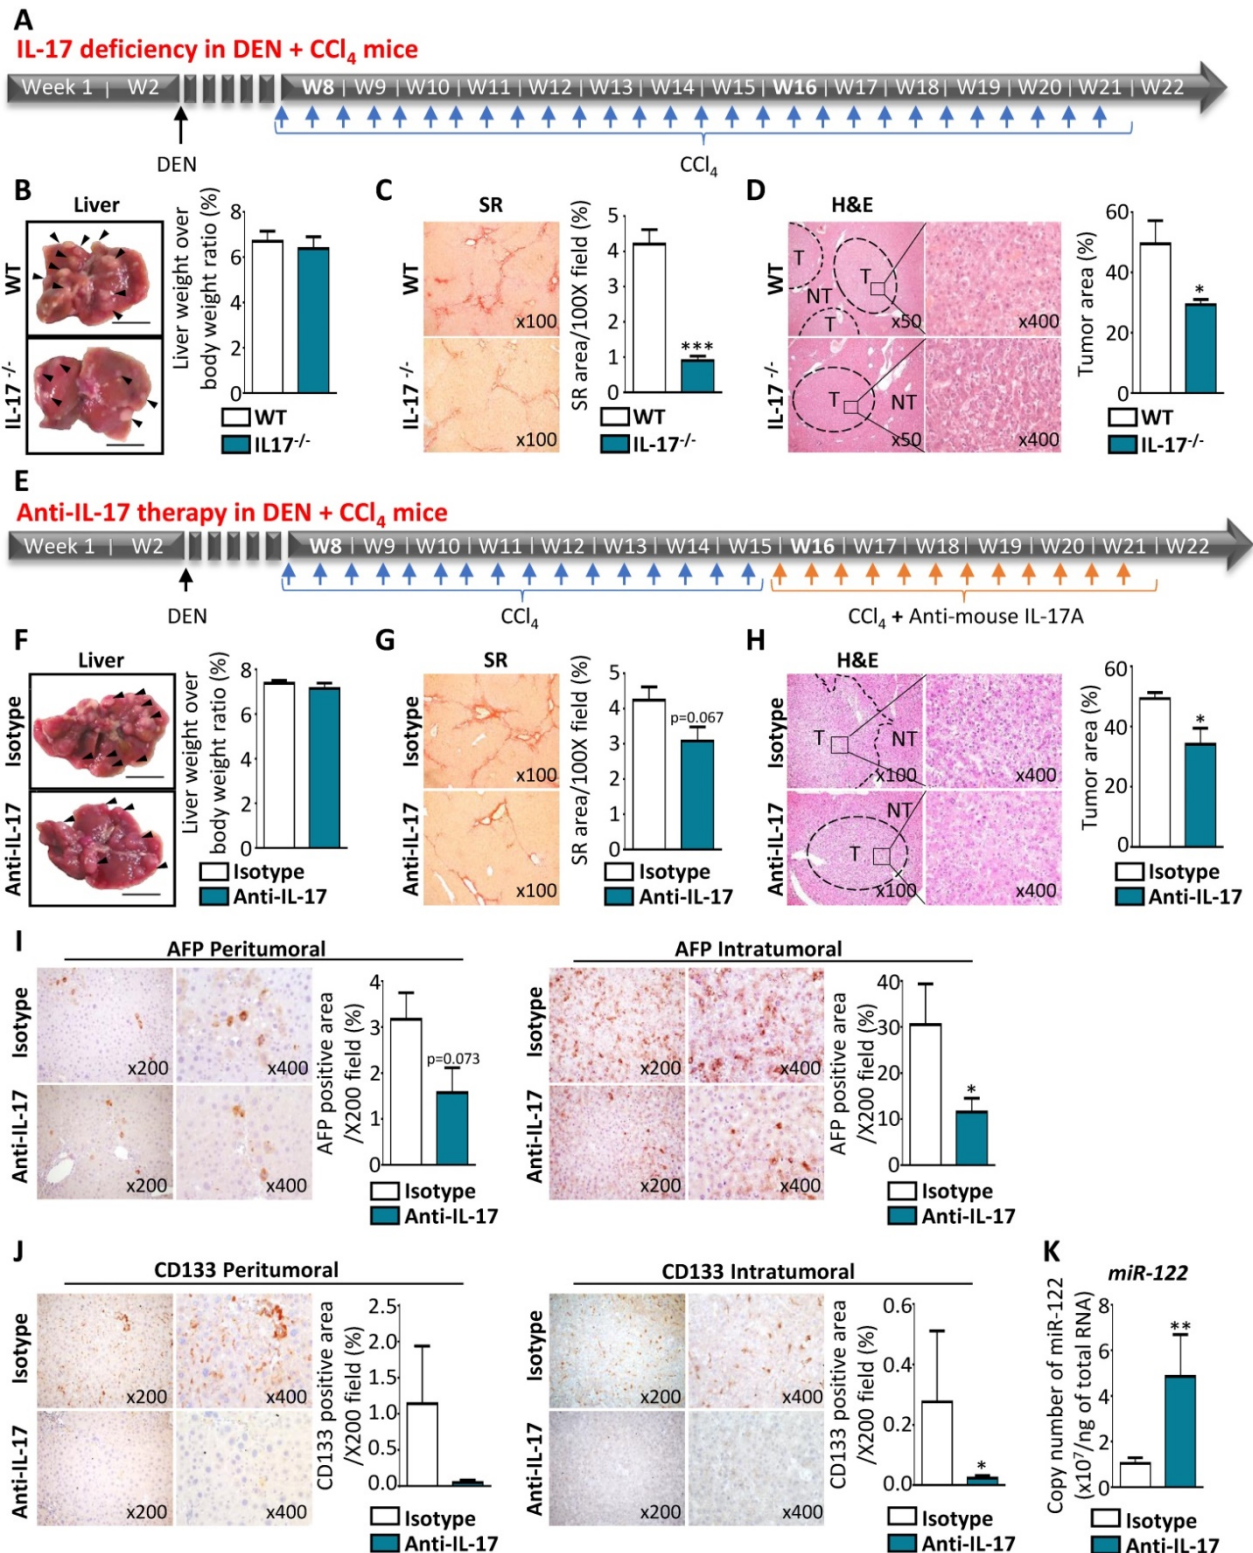 A
IL-17 deficiency in DEN + CCl4 mice
Week 1 | W2 W8 | W9 | W10 | W11 | W12 | W13 | W14 | W15 | W16 | W17 | W18 | W19 | W20 | W21 | W22
DEN CCl4
B
Liver
WT
IL-17 -/-
Liver weight over
body weight ratio (%)
8
6
4
2
0
WT
IL17-/-
C
SR
WT
x100
IL-17 -/-
x100
SR area/100X field (%)
5
4
3
2
1
0
***
WT
IL-17-/-
D
H&E
WT
T
T
NT
T
x50
x400
IL-17 -/-
T
NT
x50
x400
Tumor area (%)
60
40
20
0
*
WT
IL-17-/-
E
Anti-IL-17 therapy in DEN + CCl4 mice
Week 1 | W2 W8 | W9 | W10 | W11 | W12 | W13 | W14 | W15 | W16 | W17 | W18 | W19 | W20 | W21 | W22
DEN CCl4 CCl4 + Anti-mouse IL-17A
F
Liver
Isotype
Anti-IL-17
Liver weight over
body weight ratio (%)
8
6
4
2
0
Isotype
Anti-IL-17
G
SR
Isotype
x100
Anti-IL-17
x100
SR area/100X field (%)
5
4
3
2
1
0
p=0.067
Isotype
Anti-IL-17
H
H&E
Isotype
T
NT
x100
x400
Anti-IL-17
NT
T
x100
x400
Tumor area (%)
60
40
20
0
*
Isotype
Anti-IL-17
I
AFP Peritumoral
Isotype
x200
x400
Anti-IL-17
x200
x400
AFP positive area
/X200 field (%)
4
3
2
1
0
p=0.073
Isotype
Anti-IL-17
AFP Intratumoral
Isotype
x200
x400
Anti-IL-17
x200
x400
AFP positive area
/X200 field (%)
40
30
20
10
0
*
Isotype
Anti-IL-17
J
CD133 Peritumoral
Isotype
x200
x400
Anti-IL-17
x200
x400
CD133 positive area
/X200 field (%)
2.5
2.0
1.5
1.0
0.5
0.0
Isotype
Anti-IL-17
CD133 Intratumoral
Isotype
x200
x400
Anti-IL-17
x200
x400
CD133 positive area
/X200 field (%)
0.6
0.4
0.2
0.0
*
Isotype
Anti-IL-17
K
miR-122
Copy number of miR-122
(x10⁷/ng of total RNA)
8
6
4
2
0
**
Isotype
Anti-IL-17